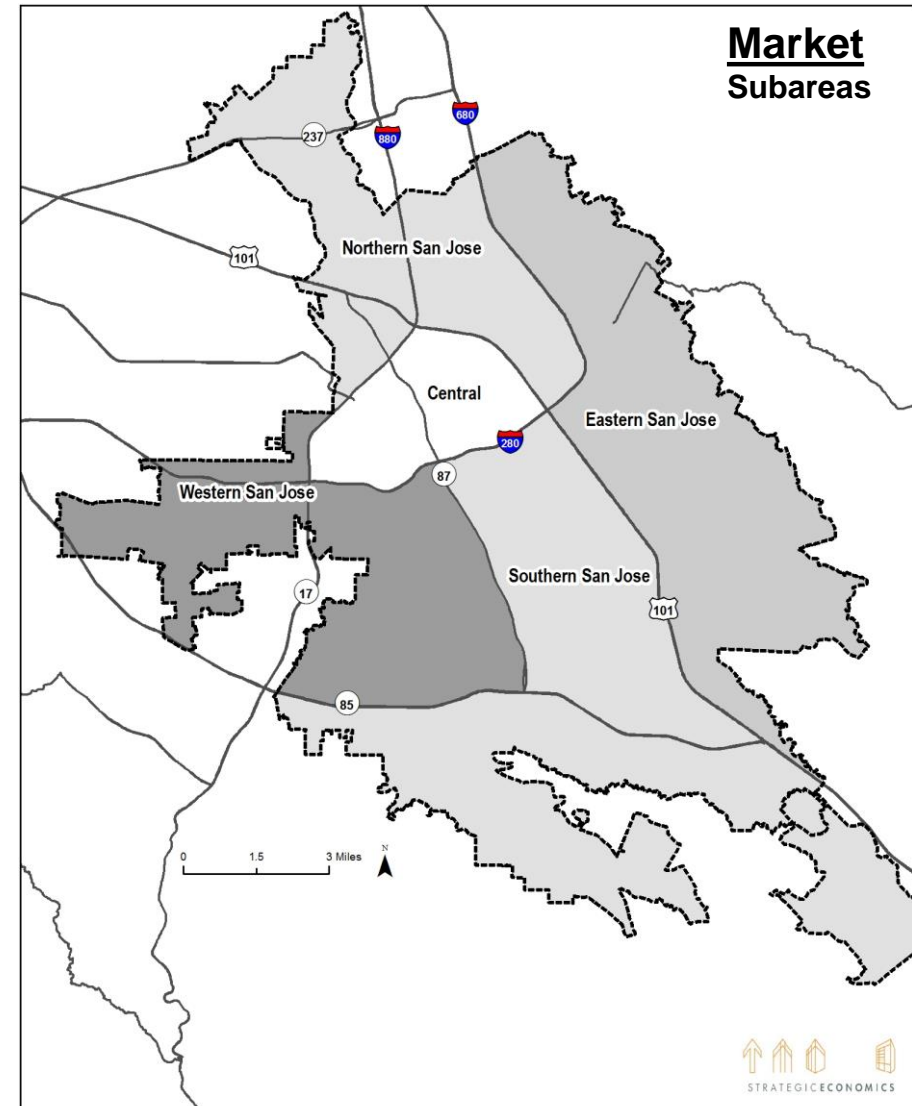 Market
Subareas
237
880
680
Northern San Jose
101
Central
Eastern San Jose
280
87
Western San Jose
Southern San Jose
17
101
85
0 1.5 3 Miles
N
STRATEGICECONOMICS